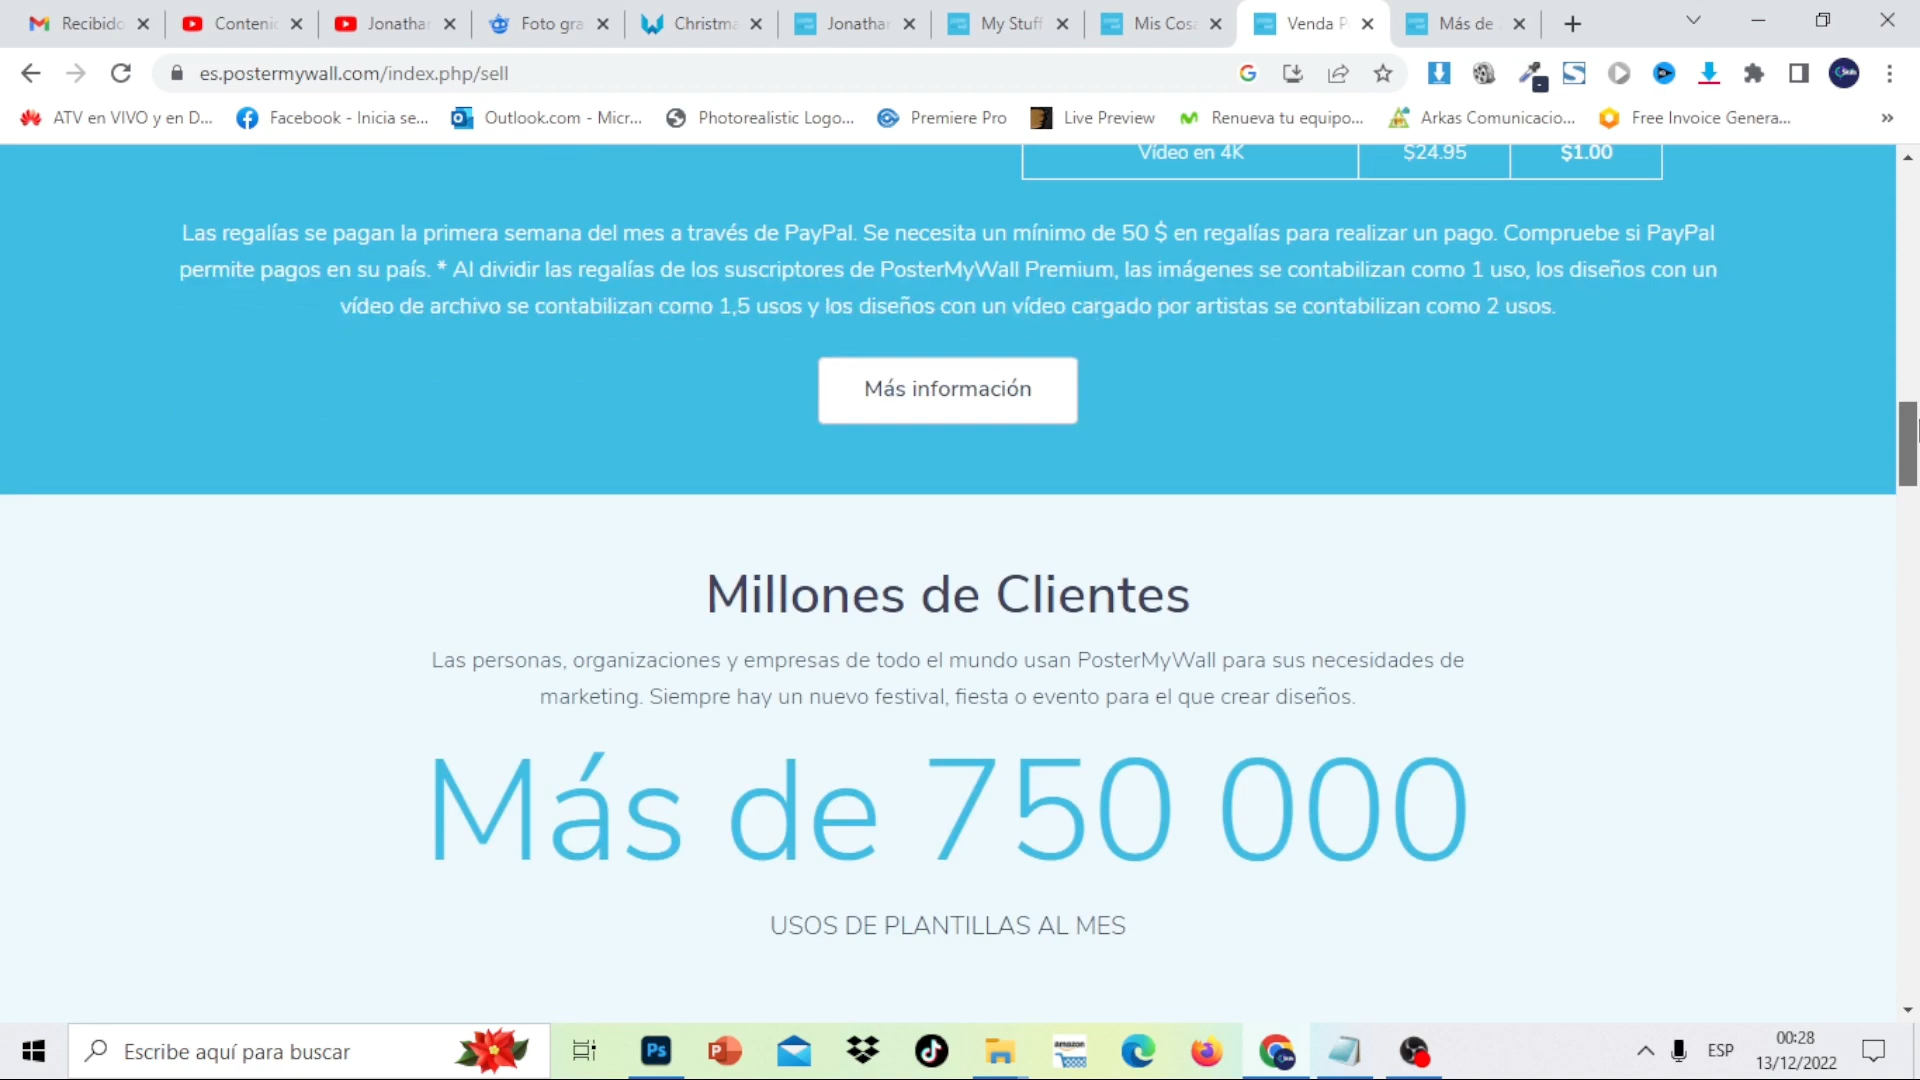 Recibido
Conteni
Jonathar
Foto gra
Christma
Jonathar
My Stuff
Mis Cosa
Venda P
Más de
es.postermywall.com/index.php/sell
ATV en VIVO y en D...
Facebook - Inicia se...
Outlook.com - Micr...
Photorealistic Logo...
Premiere Pro
Live Preview
Renueva tu equipo...
Arkas Comunicacio...
Free Invoice Genera...
Vídeo en 4K $24.95 $1.00
Las regalías se pagan la primera semana del mes a través de PayPal. Se necesita un mínimo de 50 $ en regalías para realizar un pago. Compruebe si PayPal
permite pagos en su país. * Al dividir las regalías de los suscriptores de PosterMyWall Premium, las imágenes se contabilizan como 1 uso, los diseños con un
vídeo de archivo se contabilizan como 1,5 usos y los diseños con un vídeo cargado por artistas se contabilizan como 2 usos.
Más información
Millones de Clientes
Las personas, organizaciones y empresas de todo el mundo usan PosterMyWall para sus necesidades de
marketing. Siempre hay un nuevo festival, fiesta o evento para el que crear diseños.
Más de 750 000
USOS DE PLANTILLAS AL MES
Escribe aquí para buscar
Ps
amazon
ESP
00:28
13/12/2022